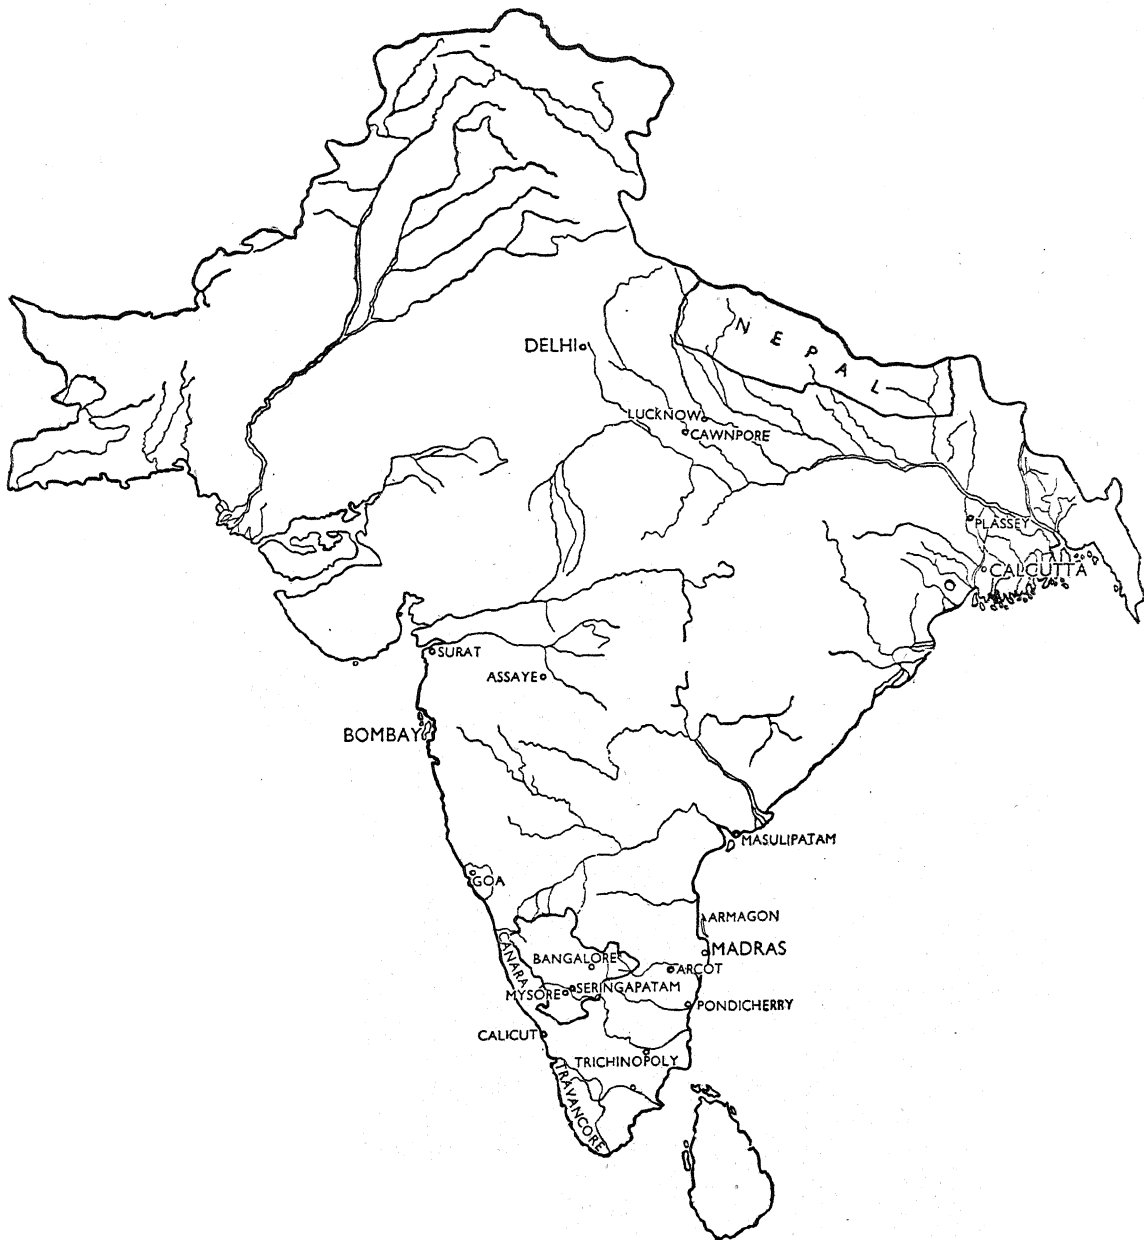 NEPAL
DELHI
LUCKNOW
CAWNPORE
PLASSEY
CALCUTTA
SURAT
ASSAYE
BOMBAY
MASULIPATAM
GOA
ARMAGON
CANARA
MADRAS
BANGALORE
ARCOT
SERINGAPATAM
MYSORE
PONDICHERRY
CALICUT
TRICHINOPOLY
TRAVANCORE